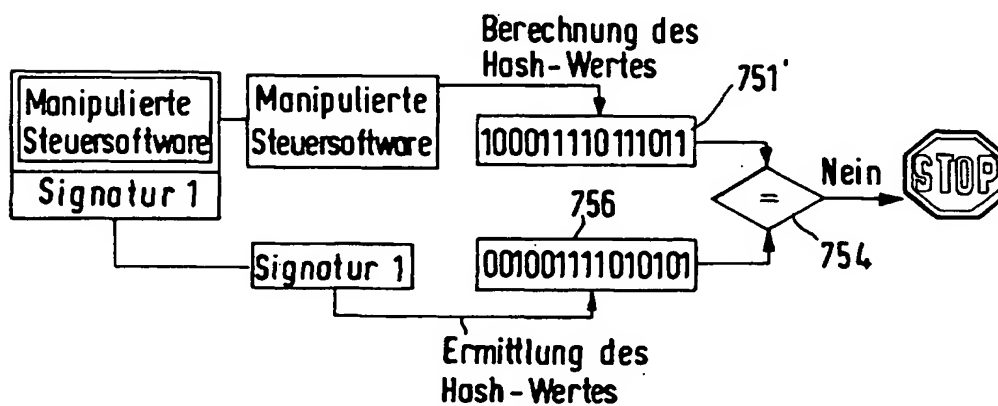 Berechnung des
Hash-Wertes
751'
Manipulierte
Steuersoftware
Signatur 1
Manipulierte
Steuersoftware
100011110111011
=
Nein
STOP
754
756
Signatur 1
001001111010101
Ermittlung des
Hash-Wertes